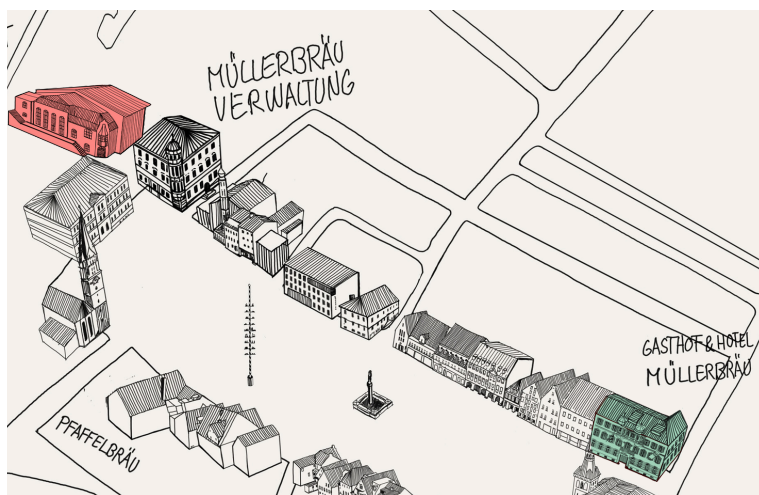 MÜLLERBRÄU
VERWALTUNG
GASTHOF & HOTEL
MÜLLERBRÄU
PFAFFELBRÄU